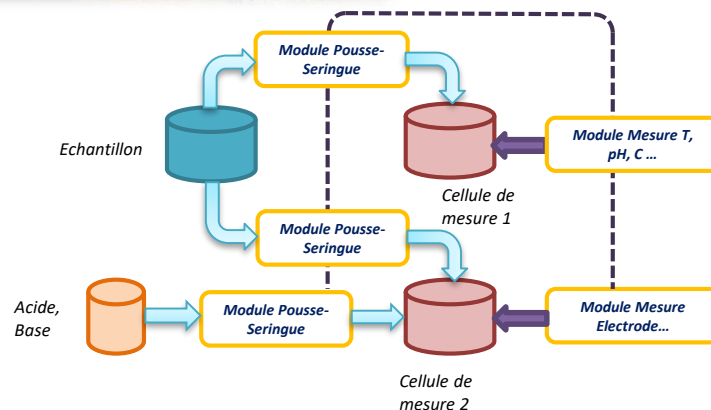 Module Pousse-
Seringue
Echantillon
Module Mesure T,
pH, C ...
Cellule de
mesure 1
Module Pousse-
Seringue
Acide,
Base
Module Pousse-
Seringue
Module Mesure
Electrode...
Cellule de
mesure 2